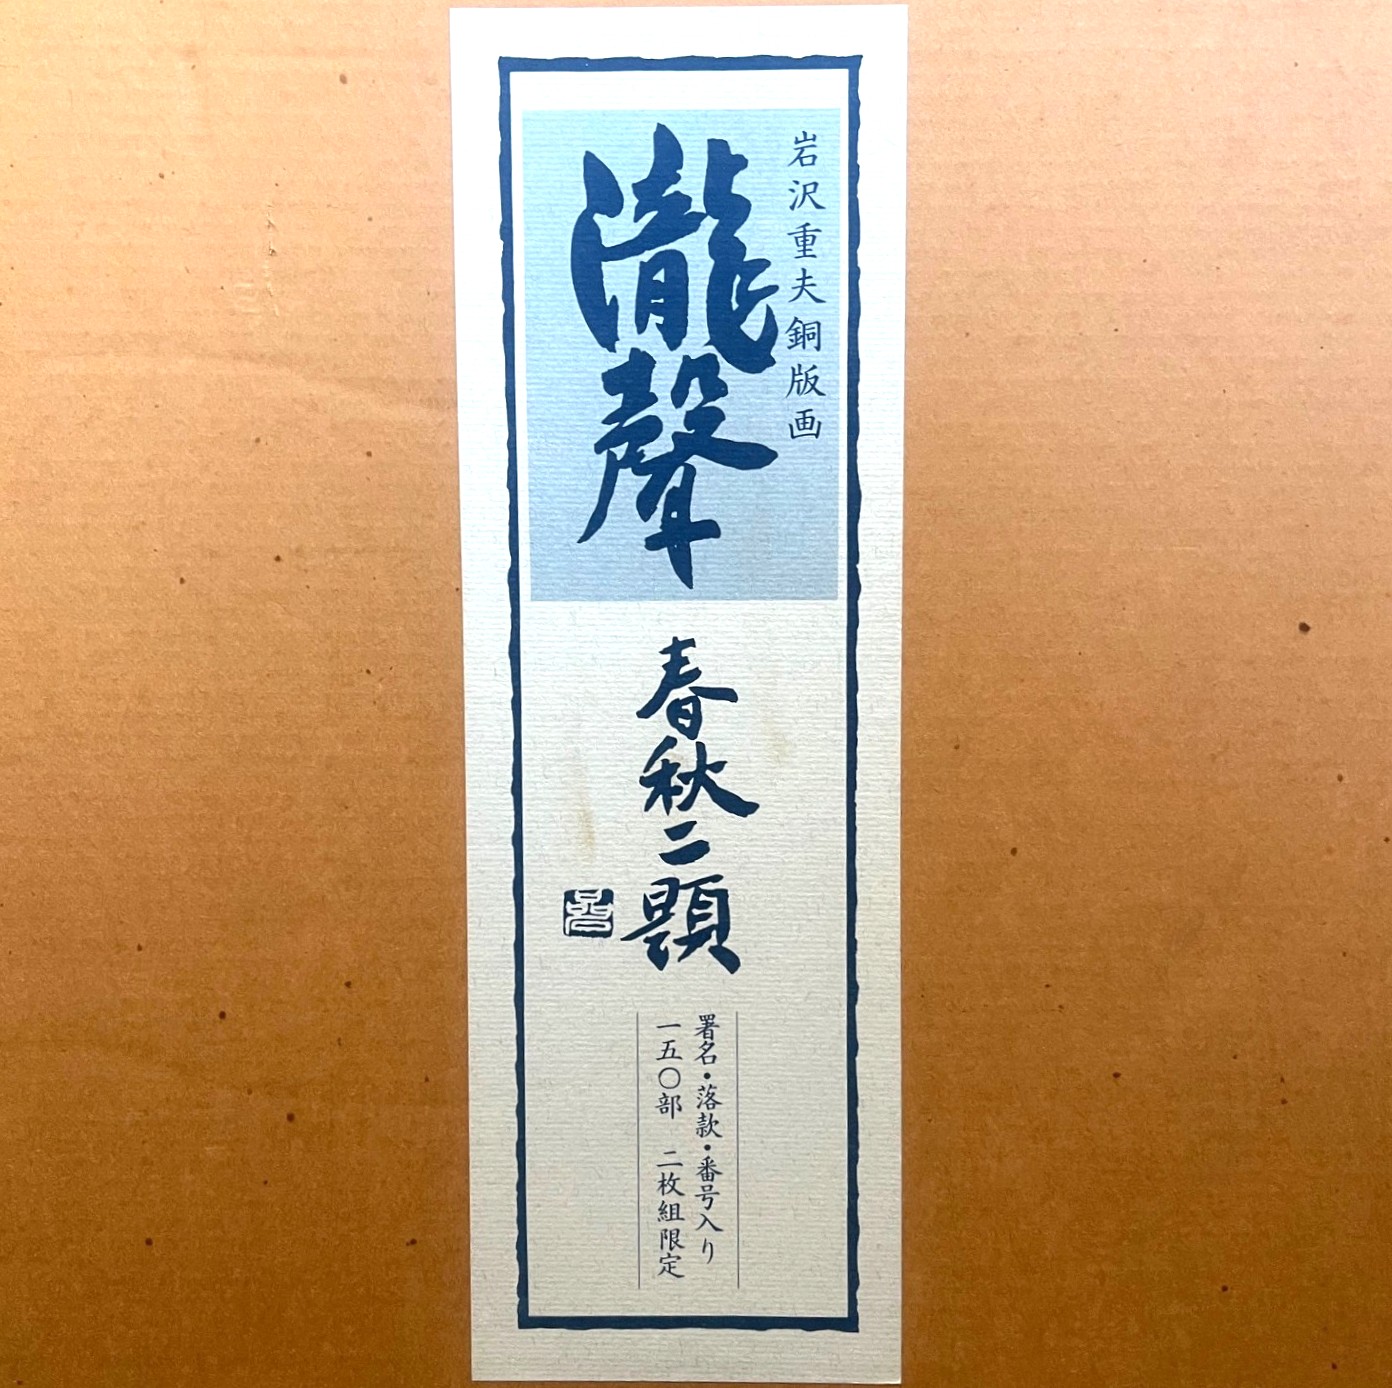 岩沢重夫銅版画
瀧聲
春秋二題
署名・落款・番号入り
一五〇部　二枚組限定